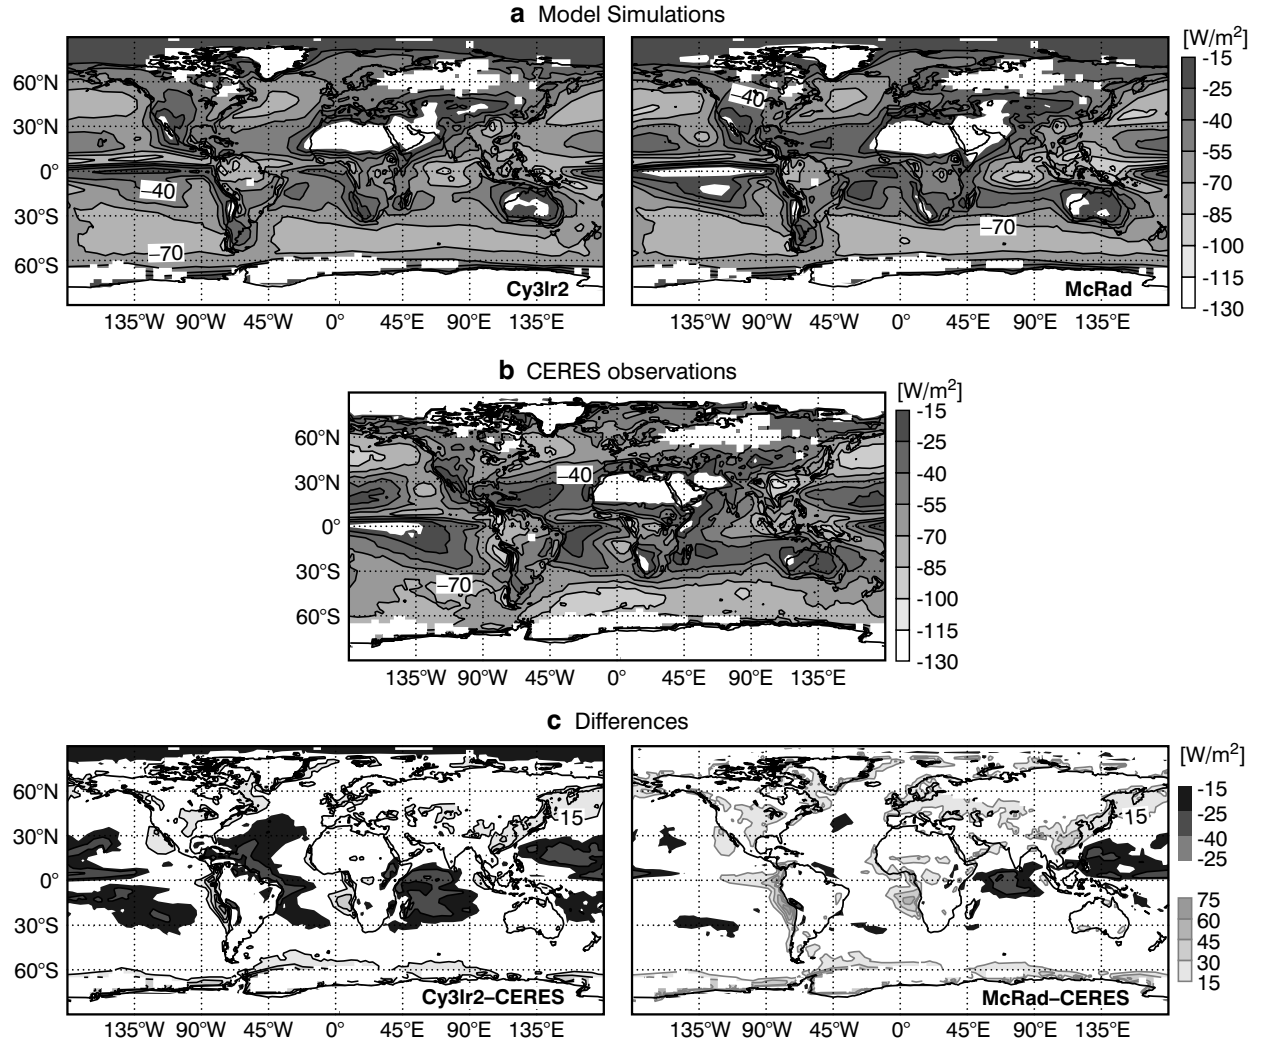 a Model Simulations
[W/m²]
-15
-25
-40
-55
-70
-85
-100
-115
-130
60°N
30°N
0°
30°S
60°S
–40
–70
Cy3lr2
–40
–70
McRad
135°W 90°W 45°W 0° 45°E 90°E 135°E
135°W 90°W 45°W 0° 45°E 90°E 135°E
b CERES observations
[W/m²]
-15
-25
-40
-55
-70
-85
-100
-115
-130
60°N
30°N
0°
30°S
60°S
–40
–70
135°W 90°W 45°W 0° 45°E 90°E 135°E
c Differences
[W/m²]
-15
-25
-40
-25
75
60
45
30
15
60°N
30°N
0°
30°S
60°S
15
Cy3lr2–CERES
15
McRad–CERES
135°W 90°W 45°W 0° 45°E 90°E 135°E
135°W 90°W 45°W 0° 45°E 90°E 135°E